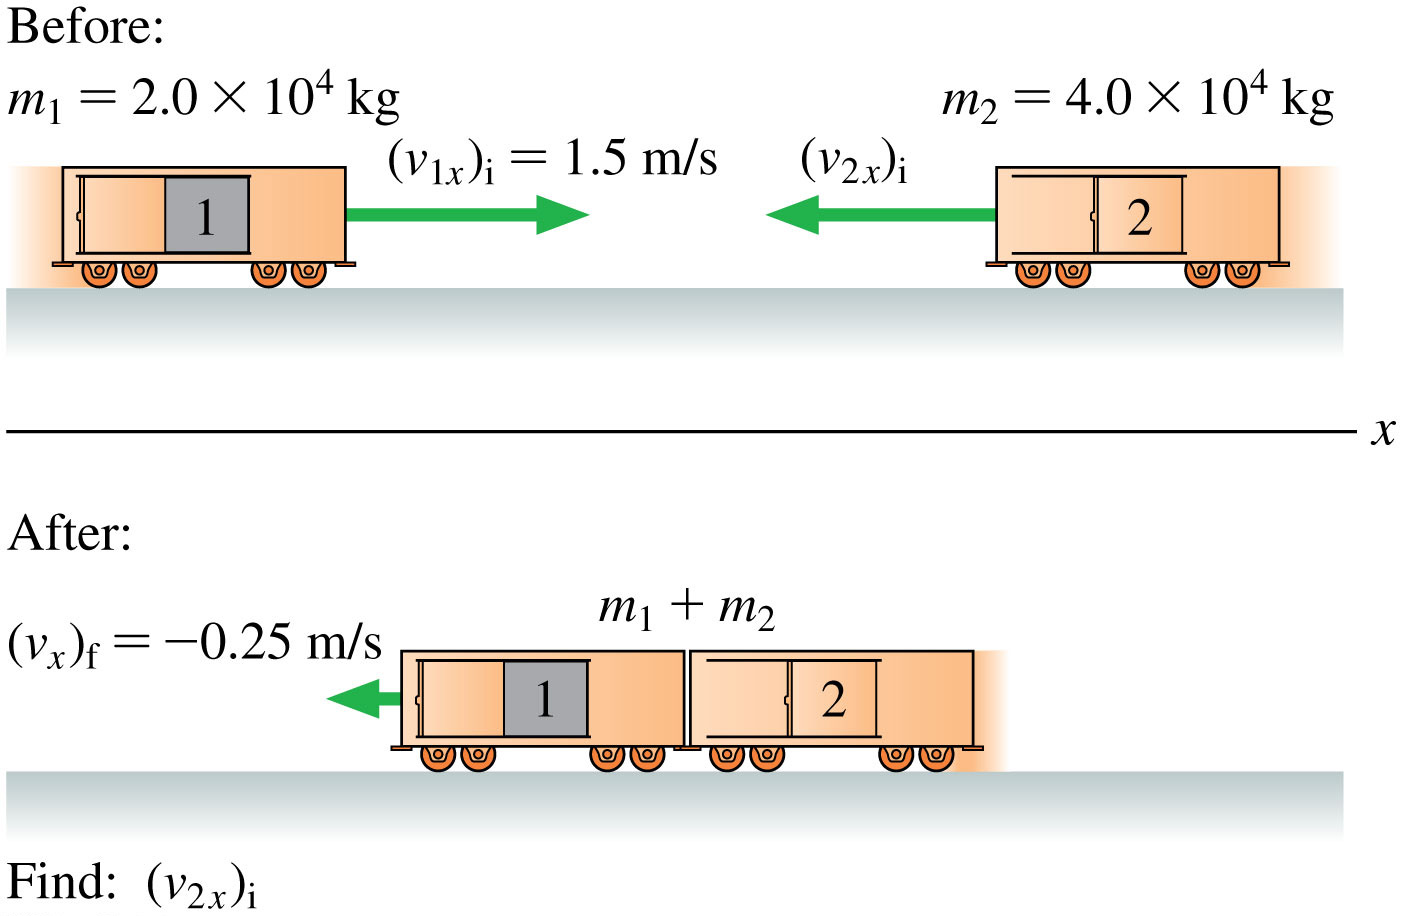 Before:
m₁ = 2.0 × 10⁴ kg
m₂ = 4.0 × 10⁴ kg
(v₁ₓ)ᵢ = 1.5 m/s
(v₂ₓ)ᵢ
1
2
x
After:
m₁ + m₂
(vₓ)f = −0.25 m/s
1
2
Find: (v₂ₓ)ᵢ